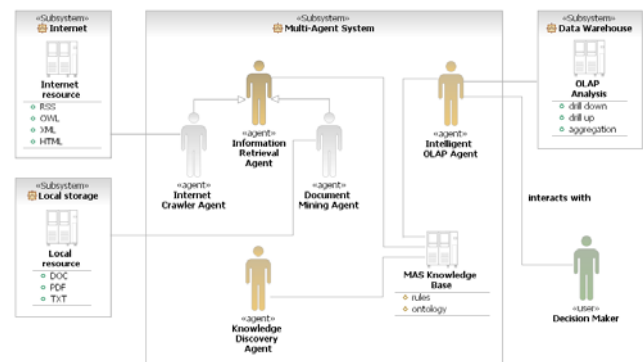 «Subsystem»
Internet
Internet
resource
RSS
OWL
XML
HTML
«Subsystem»
Local storage
Local
resource
DOC
PDF
TXT
«Subsystem»
Multi-Agent System
«agent»
Information
Retrieval
Agent
«agent»
Internet
Crawler Agent
«agent»
Document
Mining Agent
«agent»
Knowledge
Discovery
Agent
«agent»
Intelligent
OLAP Agent
MAS Knowledge
Base
rules
ontology
«Subsystem»
Data Warehouse
OLAP
Analysis
drill down
drill up
aggregation
interacts with
«user»
Decision Maker